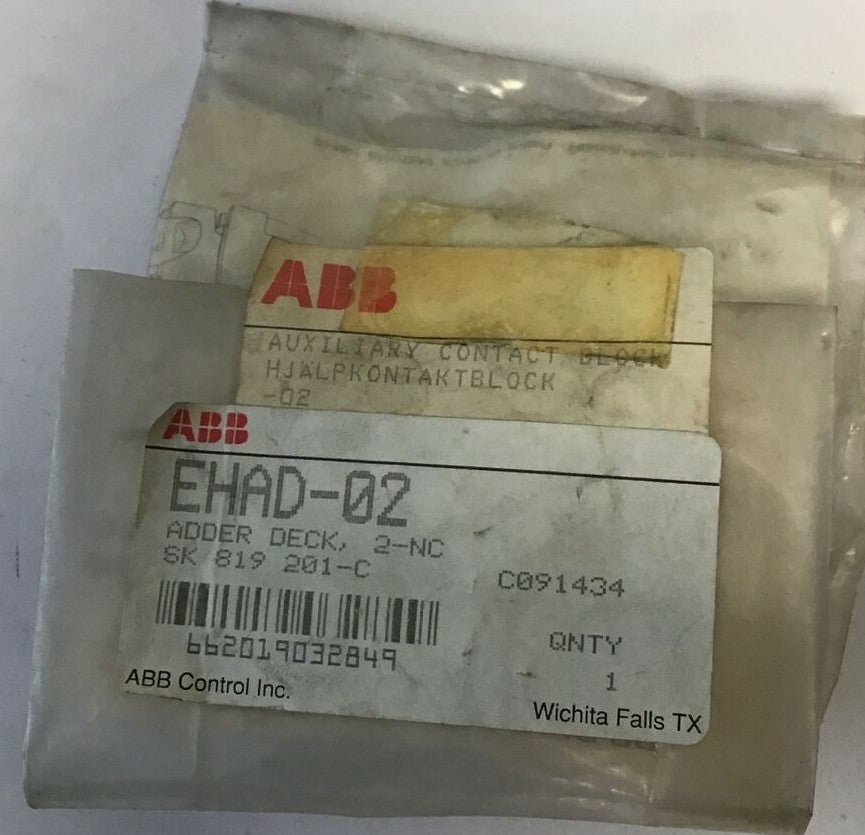 ABB
AUXILIARY CONTACT BLOCK
HJÄLPKONTAKTBLOCK
-02
ABB
EHAD-02
ADDER DECK, 2-NC
SK 819 201-C
C091434
662019032849
QNTY
1
ABB Control Inc.
Wichita Falls TX